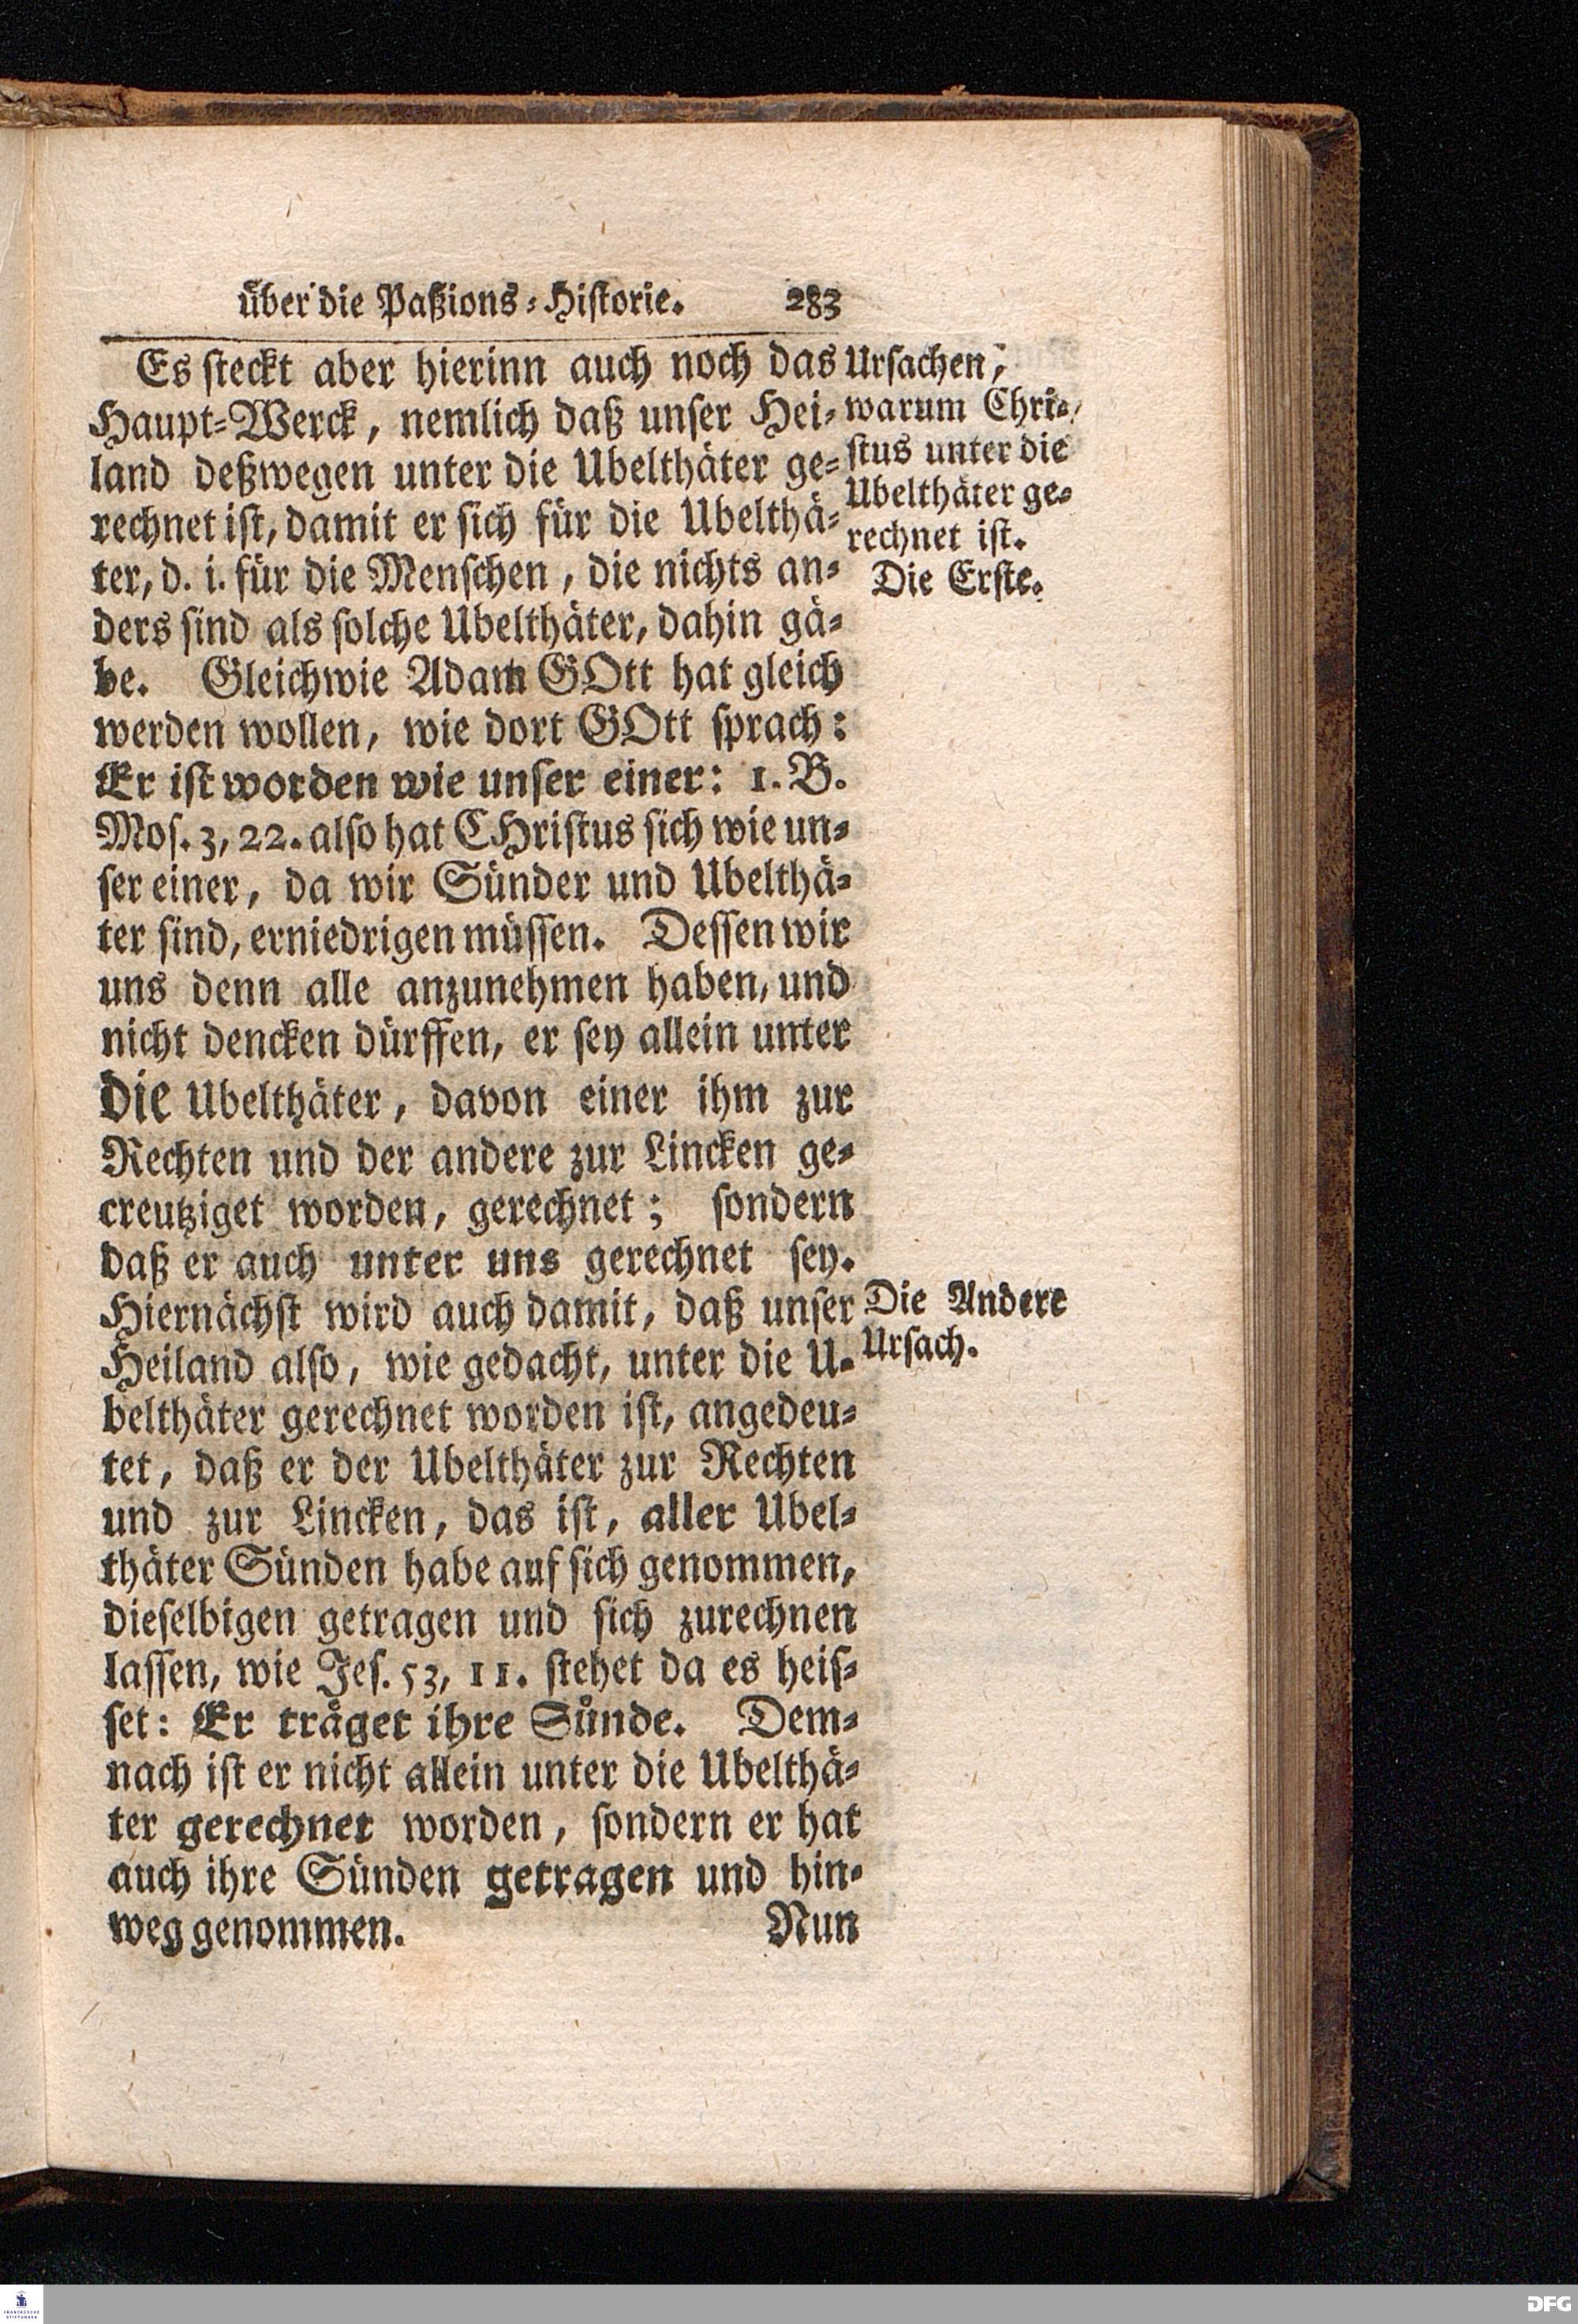 über die Paßions-Historie. 283
Es steckt aber hierinn auch noch das
Haupt-Werck, nemlich daß unser Hei-
land deßwegen unter die Ubelthäter ge-
rechnet ist, damit er sich für die Ubelthä-
ter, d. i. für die Menschen, die nichts an-
ders sind als solche Ubelthäter, dahin gä-
be. Gleichwie Adam GOtt hat gleich
werden wollen, wie dort GOtt sprach:
Er ist worden wie unser einer: 1. B.
Mos. 3, 22. also hat CHristus sich wie un-
ser einer, da wir Sünder und Ubelthä-
ter sind, erniedrigen müssen. Dessen wir
uns denn alle anzunehmen haben, und
nicht dencken dürffen, er sey allein unter
die Ubelthäter, davon einer ihm zur
Rechten und der andere zur Lincken ge-
creutziget worden, gerechnet; sondern
daß er auch unter uns gerechnet sey.
Hiernächst wird auch damit, daß unser
Heiland also, wie gedacht, unter die U-
belthäter gerechnet worden ist, angedeu-
tet, daß er der Ubelthäter zur Rechten
und zur Lincken, das ist, aller Ubel-
thäter Sünden habe auf sich genommen,
dieselbigen getragen und sich zurechnen
lassen, wie Jes. 53, 11. stehet da es heis-
set: Er träget ihre Sünde. Dem-
nach ist er nicht allein unter die Ubelthä-
ter gerechnet worden, sondern er hat
auch ihre Sünden getragen und hin-
weg genommen.
Nun
Ursachen,
warum Chri-
stus unter die
Ubelthäter ge-
rechnet ist.
Die Erste.
Die Andere
Ursach.
FRANCKESCHE
STIFTUNGEN
DFG